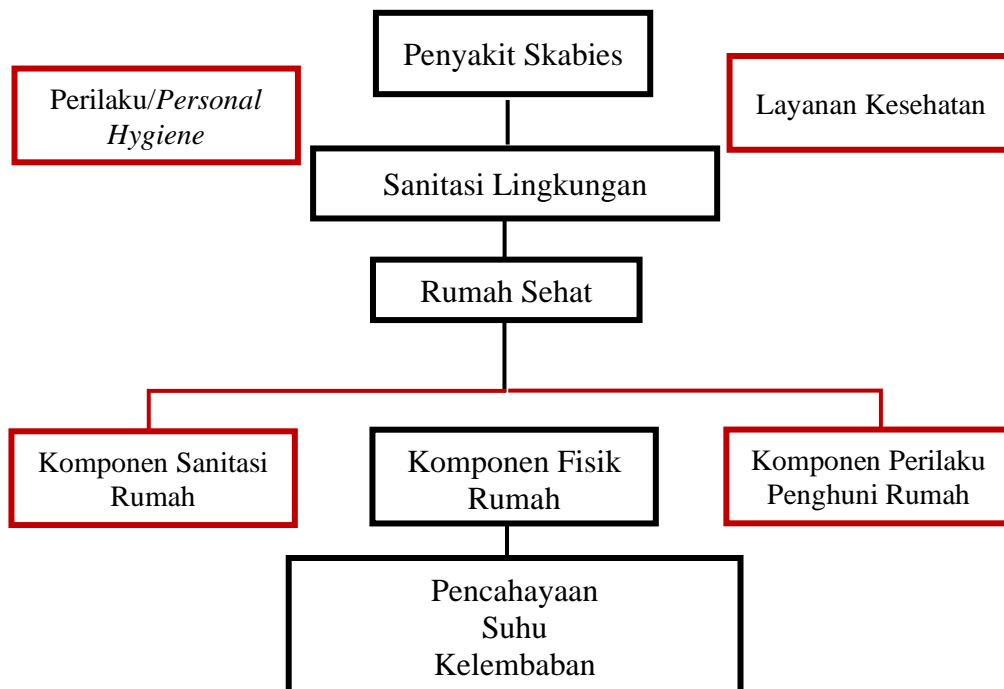 Penyakit Skabies
Perilaku/Personal
Hygiene
Layanan Kesehatan
Sanitasi Lingkungan
Rumah Sehat
Komponen Sanitasi
Rumah
Komponen Fisik
Rumah
Komponen Perilaku
Penghuni Rumah
Pencahayaan
Suhu
Kelembaban